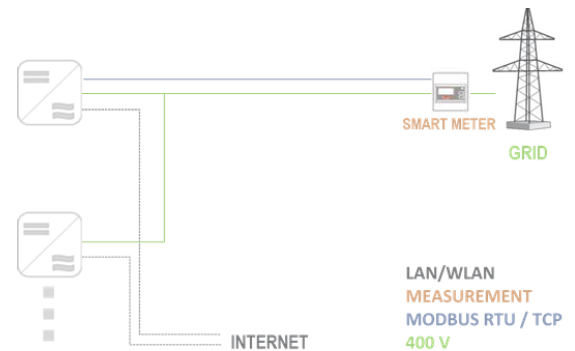 SMART METER
GRID
INTERNET
LAN/WLAN
MEASUREMENT
MODBUS RTU / TCP
400 V